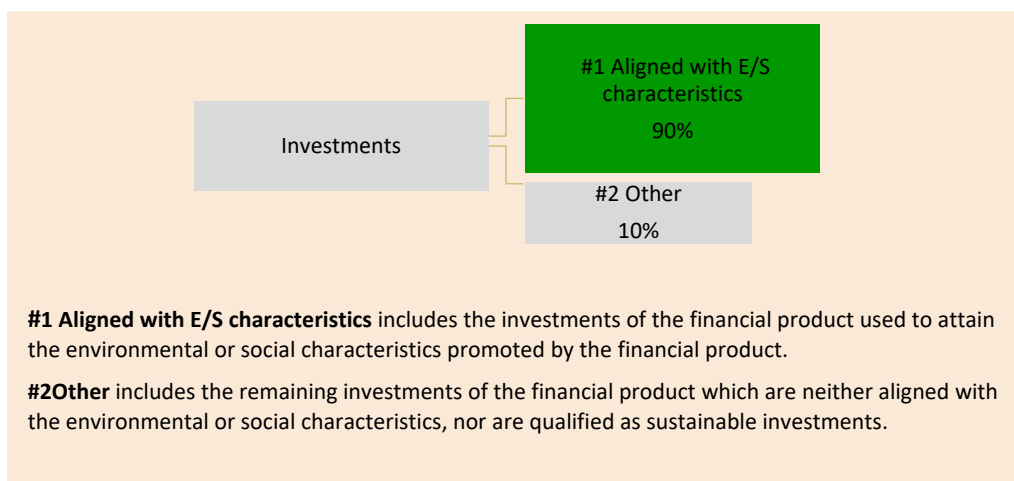 #1 Aligned with E/S
characteristics
90%
Investments
#2 Other
10%
#1 Aligned with E/S characteristics includes the investments of the financial product used to attain
the environmental or social characteristics promoted by the financial product.
#2Other includes the remaining investments of the financial product which are neither aligned with
the environmental or social characteristics, nor are qualified as sustainable investments.